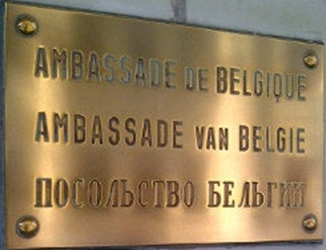 AMBASSADE DE BELGIQUE
AMBASSADE VAN BELGIE
ПОСОЛЬСТВО БЕЛЬГИИ